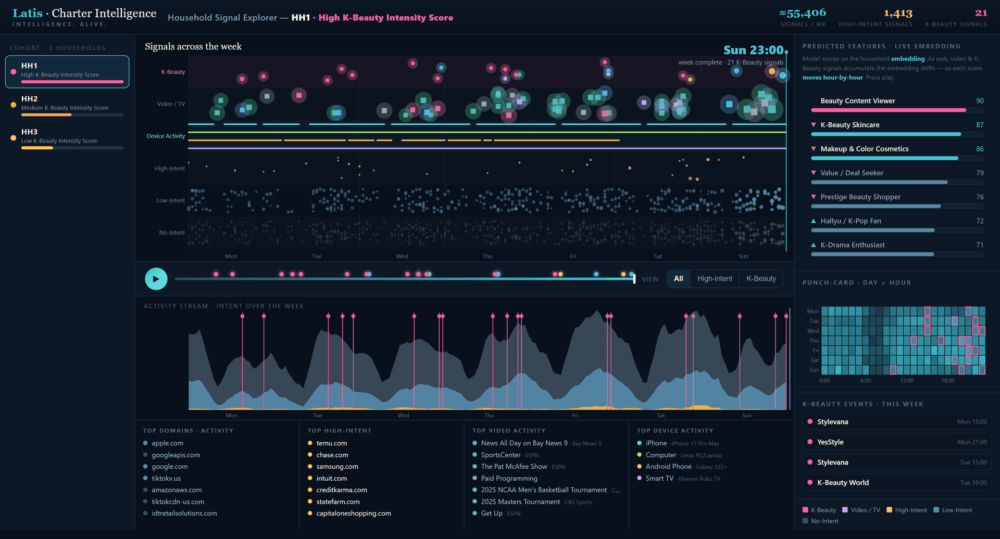 Latis · Charter Intelligence
INTELLIGENCE. ALIVE.
Household Signal Explorer — HH1 · High K-Beauty Intensity Score
≈55,406
SIGNALS / WK
1,413
HIGH-INTENT SIGNALS
21
K-BEAUTY SIGNALS
COHORT · 3 HOUSEHOLDS
HH1
High K-Beauty Intensity Score
HH2
Medium K-Beauty Intensity Score
HH3
Low K-Beauty Intensity Score
Signals across the week
Sun 23:00
week complete · 21 K-Beauty signals
K-Beauty
Video / TV
Device Activity
High-Intent
Low-Intent
No-Intent
Mon Tue Wed Thu Fri Sat Sun
VIEW
All High-intent K-Beauty
ACTIVITY STREAM · INTENT OVER THE WEEK
Mon Tue Wed Thu Fri Sat Sun
TOP DOMAINS · ACTIVITY
apple.com
googleapis.com
google.com
tiktokv.us
amazonaws.com
tiktokcdn-us.com
idtretailsolutions.com
TOP HIGH-INTENT
temu.com
chase.com
samsung.com
intuit.com
creditkarma.com
statefarm.com
capitaloneshopping.com
TOP VIDEO ACTIVITY
News All Day on Bay News 9 · Bay News 9
SportsCenter · ESPN
The Pat McAfee Show · ESPN
Paid Programming ·
2025 NCAA Men's Basketball Tournament · C...
2025 Masters Tournament · CBS Sports
Get Up · ESPN
TOP DEVICE ACTIVITY
iPhone · iPhone 17 Pro Max
Computer · Linux PC/Laptop
Android Phone · Galaxy S22+
Smart TV · Hisense Roku TV
PREDICTED FEATURES · LIVE EMBEDDING
Model scores on the household embedding. As web, video & K-
Beauty signals accumulate the embedding shifts — so each score
moves hour-by-hour. Press play.
· Beauty Content Viewer 90
▼ K-Beauty Skincare 87
▼ Makeup & Color Cosmetics 86
▼ Value / Deal Seeker 79
▼ Prestige Beauty Shopper 76
▲ Hallyu / K-Pop Fan 72
▲ K-Drama Enthusiast 71
PUNCH-CARD · DAY × HOUR
Mon
Tue
Wed
Thu
Fri
Sat
Sun
0:00 6:00 12:00 18:00
K-BEAUTY EVENTS · THIS WEEK
Stylevana Mon 15:00
YesStyle Mon 21:00
Stylevana Tue 15:00
K-Beauty World Tue 19:00
K-Beauty Video / TV High-Intent Low-Intent
No-Intent